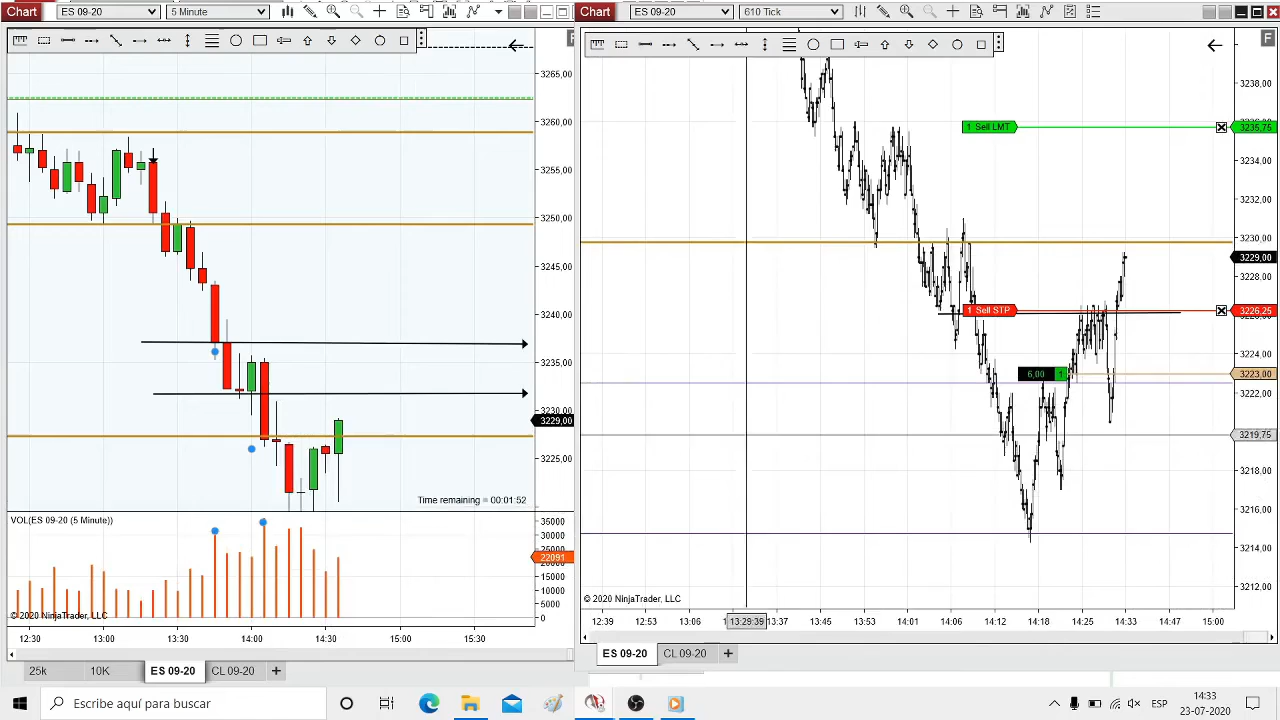 Chart ES 09-20 5 Minute
Chart ES 09-20 610 Tick
F
F
3265,00
3260,00
3255,00
3250,00
3245,00
3240,00
3235,00
3230,00
3229,00
3225,00
Time remaining = 00:01:52
VOL(ES 09-20 (5 Minute))
35000
30000
25000
22091
15000
10000
5000
0
© 2020 NinjaTrader, LLC
12:30 13:00 13:30 14:00 14:30 15:00 15:30
25k 10K ES 09-20 CL 09-20 +
3238,00
1 Sell LMT 3235,75
3234,00
3232,00
3230,00
3229,00
3228,00
1 Sell STP 3226,25
3224,00
6,00 1 3223,00
3222,00
3219,75
3218,00
3216,00
3214,00
3212,00
© 2020 NinjaTrader, LLC
12:39 12:53 13:06 13:29:39 13:37 13:45 13:53 14:01 14:06 14:12 14:18 14:25 14:33 14:47 15:00
ES 09-20 CL 09-20 +
Escribe aquí para buscar
ESP
14:33
23-07-2020